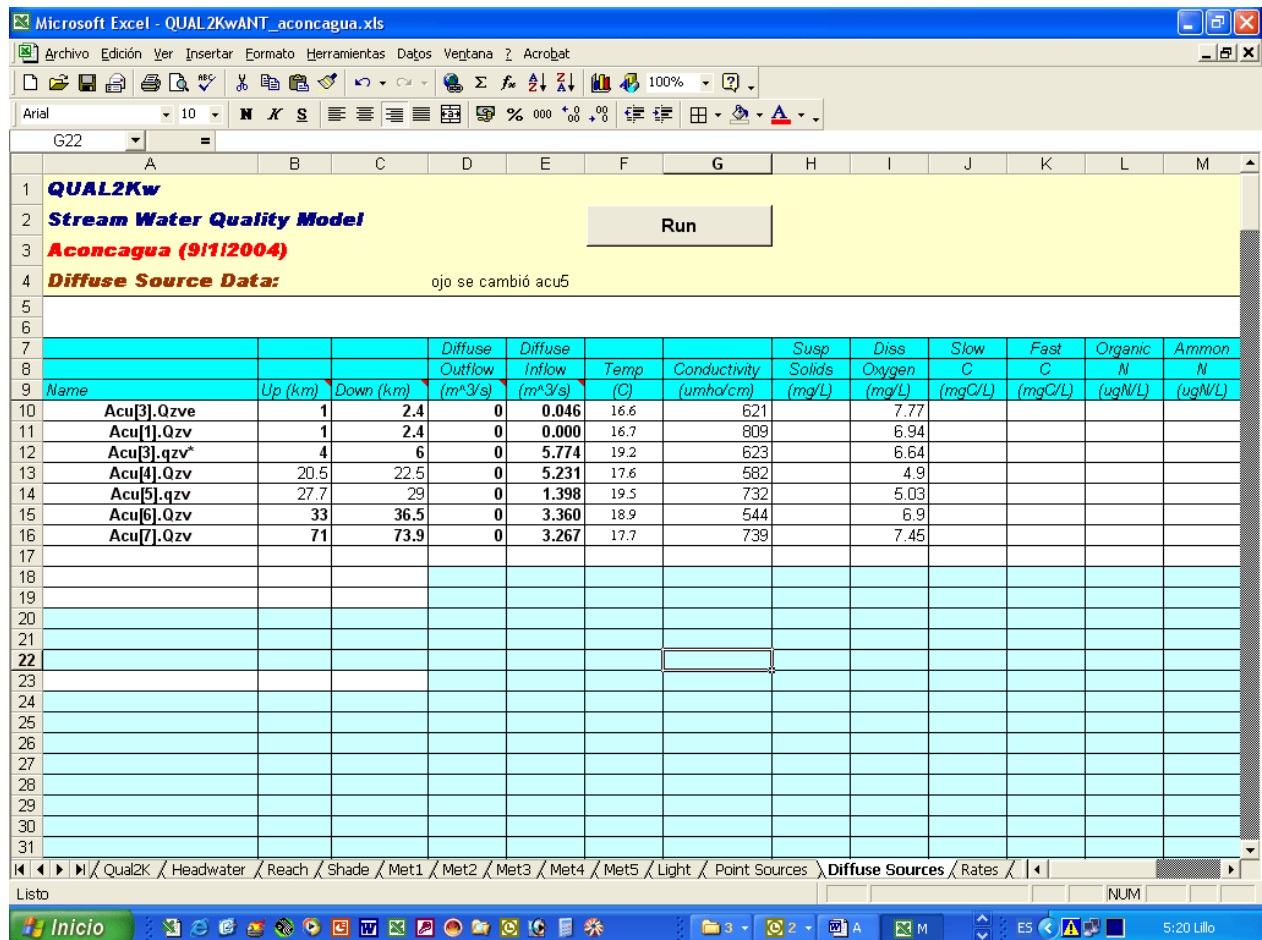 Microsoft Excel - QUAL2KwANT_aconcagua.xls
Archivo Edición Ver Insertar Formato Herramientas Datos Ventana ? Acrobat
100%
Arial 10 N K S % 000
G22 =
A B C D E F G H I J K L M
1 QUAL2Kw
2 Stream Water Quality Model Run
3 Aconcagua (9/1/2004)
4 Diffuse Source Data: ojo se cambió acu5
5
6
7 Diffuse Diffuse Susp Diss Slow Fast Organic Ammon
8 Outflow Inflow Temp Conductivity Solids Oxygen C C N N
9 Name Up (km) Down (km) (m^3/s) (m^3/s) (C) (umho/cm) (mg/L) (mg/L) (mgC/L) (mgC/L) (ugN/L) (ugN/L)
10 Acu[3].Qzve 1 2.4 0 0.046 16.6 621 7.77
11 Acu[1].Qzv 1 2.4 0 0.000 16.7 809 6.94
12 Acu[3].qzv* 4 6 0 5.774 19.2 623 6.64
13 Acu[4].Qzv 20.5 22.5 0 5.231 17.6 582 4.9
14 Acu[5].qzv 27.7 29 0 1.398 19.5 732 5.03
15 Acu[6].Qzv 33 36.5 0 3.360 18.9 544 6.9
16 Acu[7].Qzv 71 73.9 0 3.267 17.7 739 7.45
17
18
19
20
21
22
23
24
25
26
27
28
29
30
31
Qual2K / Headwater / Reach / Shade / Met1 / Met2 / Met3 / Met4 / Met5 / Light / Point Sources \ Diffuse Sources / Rates /
Listo NUM
Inicio 3 2 A M ES 5:20 Lillo